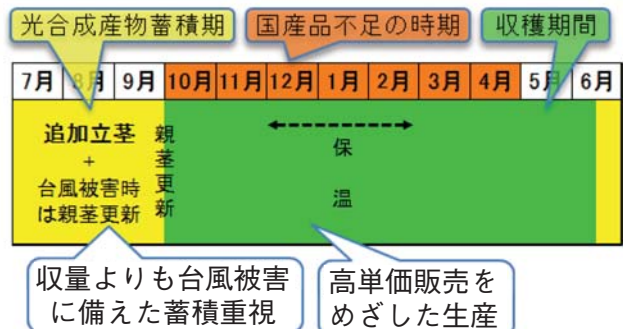 光合成産物蓄積期 国産品不足の時期 収穫期間
7月 8月 9月 10月 11月 12月 1月 2月 3月 4月 5月 6月
追加立茎
+
台風被害時
は親茎更新
親茎更新
保温
収量よりも台風被害
に備えた蓄積重視
高単価販売を
めざした生産